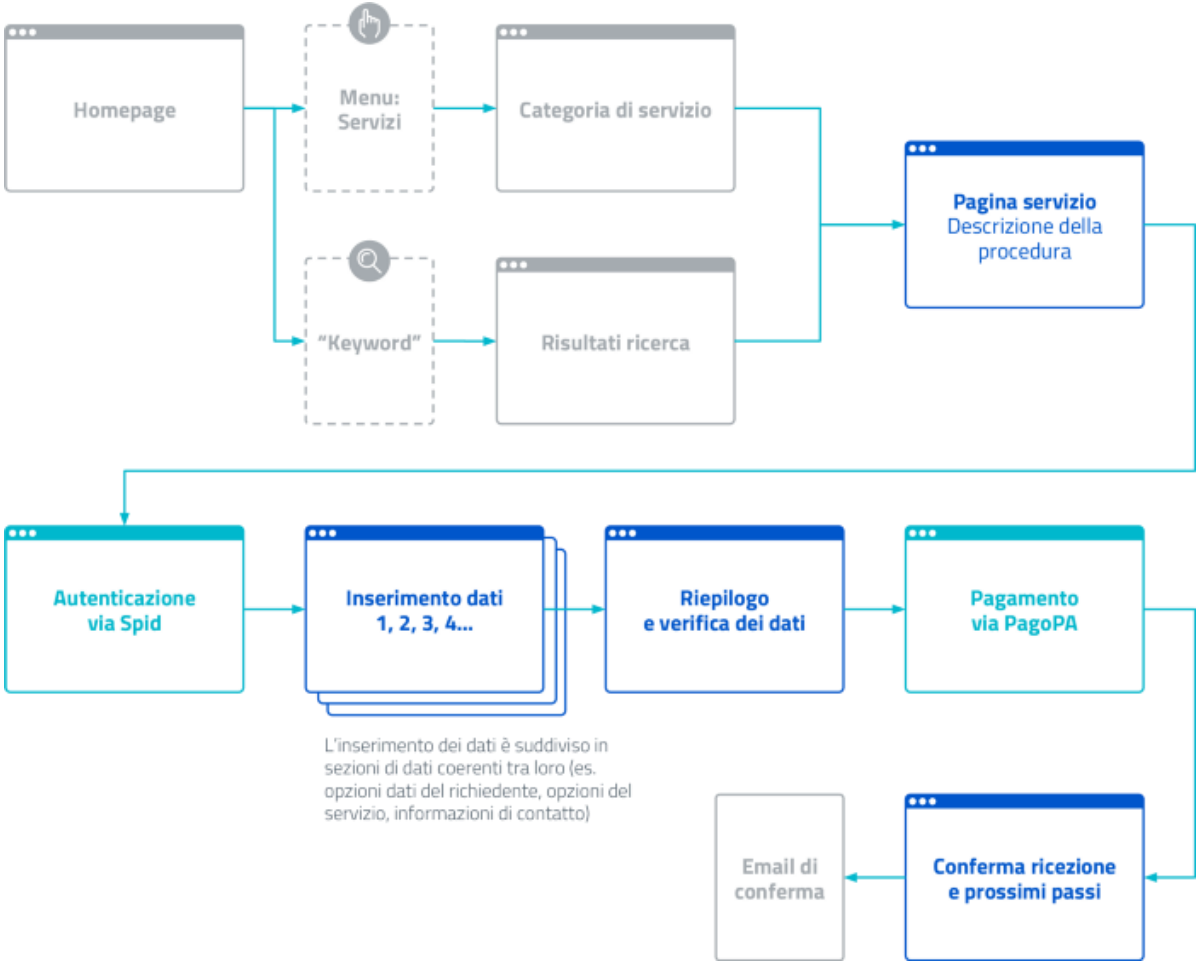 Homepage
Menu:
Servizi
Categoria di servizio
"Keyword"
Risultati ricerca
Pagina servizio
Descrizione della
procedura
Autenticazione
via Spid
Inserimento dati
1, 2, 3, 4...
Riepilogo
e verifica dei dati
Pagamento
via PagoPA
L'inserimento dei dati è suddiviso in
sezioni di dati coerenti tra loro (es.
opzioni dati del richiedente, opzioni del
servizio, informazioni di contatto)
Email di
conferma
Conferma ricezione
e prossimi passi